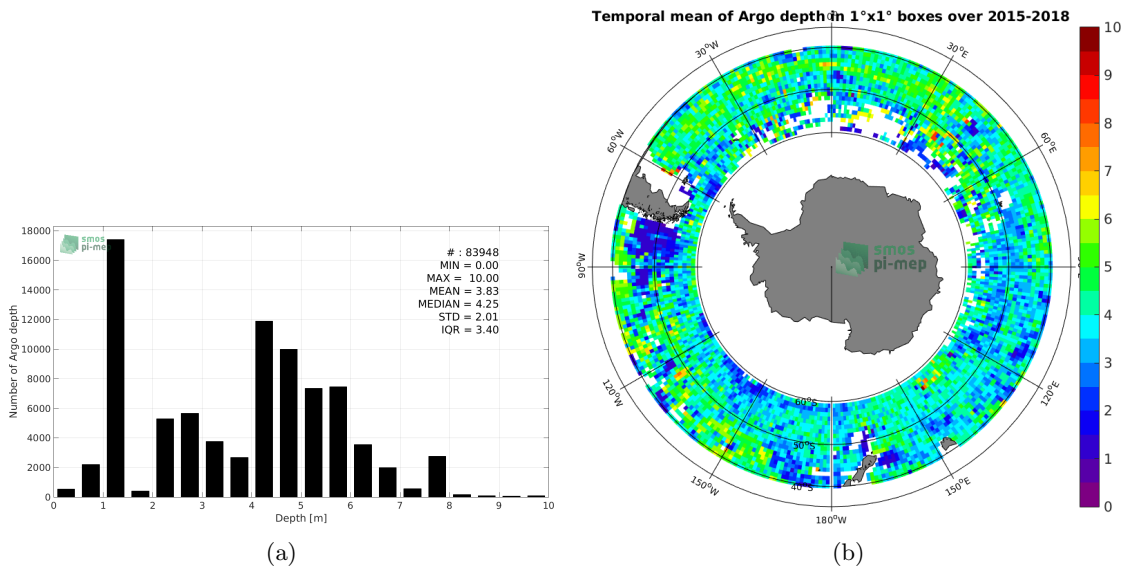 Temporal mean of Argo depth in 1°x1° boxes over 2015-2018
smos
pi-mep
# : 83948
MIN = 0.00
MAX = 10.00
MEAN = 3.83
MEDIAN = 4.25
STD = 2.01
IQR = 3.40
18000
16000
14000
12000
10000
8000
6000
4000
2000
0
Number of Argo depth
0 1 2 3 4 5 6 7 8 9 10
Depth [m]
(a)
30°W
30°E
60°W
60°E
90°W
120°W
120°E
150°W
150°E
180°W
60°S
50°S
40°S
smos
pi-mep
10
9
8
7
6
5
4
3
2
1
0
(b)